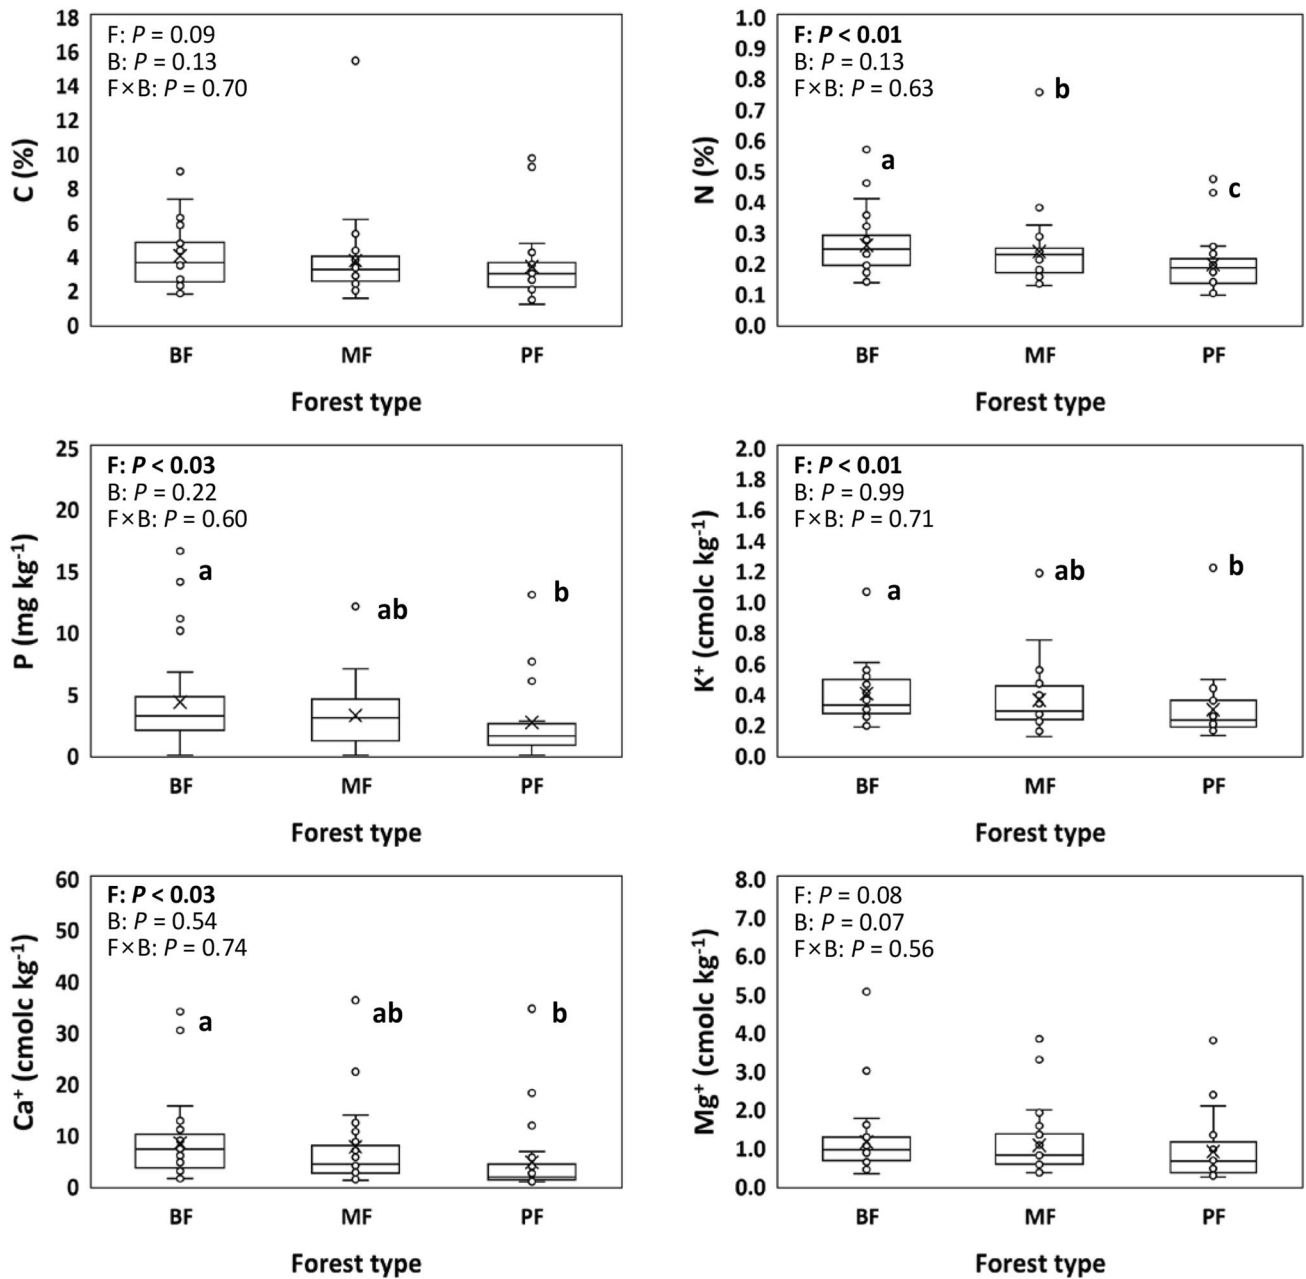 F: P = 0.09
B: P = 0.13
F×B: P = 0.70
C (%)
18
16
14
12
10
8
6
4
2
0
BF MF PF
Forest type
F: P < 0.01
B: P = 0.13
F×B: P = 0.63
N (%)
1.0
0.9
0.8
0.7
0.6
0.5
0.4
0.3
0.2
0.1
0.0
a
b
c
BF MF PF
Forest type
F: P < 0.03
B: P = 0.22
F×B: P = 0.60
P (mg kg-1)
25
20
15
10
5
0
a
ab
b
BF MF PF
Forest type
F: P < 0.01
B: P = 0.99
F×B: P = 0.71
K+ (cmolc kg-1)
2.0
1.8
1.6
1.4
1.2
1.0
0.8
0.6
0.4
0.2
0.0
a
ab
b
BF MF PF
Forest type
F: P < 0.03
B: P = 0.54
F×B: P = 0.74
Ca+ (cmolc kg-1)
60
50
40
30
20
10
0
a
ab
b
BF MF PF
Forest type
F: P = 0.08
B: P = 0.07
F×B: P = 0.56
Mg+ (cmolc kg-1)
8.0
7.0
6.0
5.0
4.0
3.0
2.0
1.0
0.0
BF MF PF
Forest type